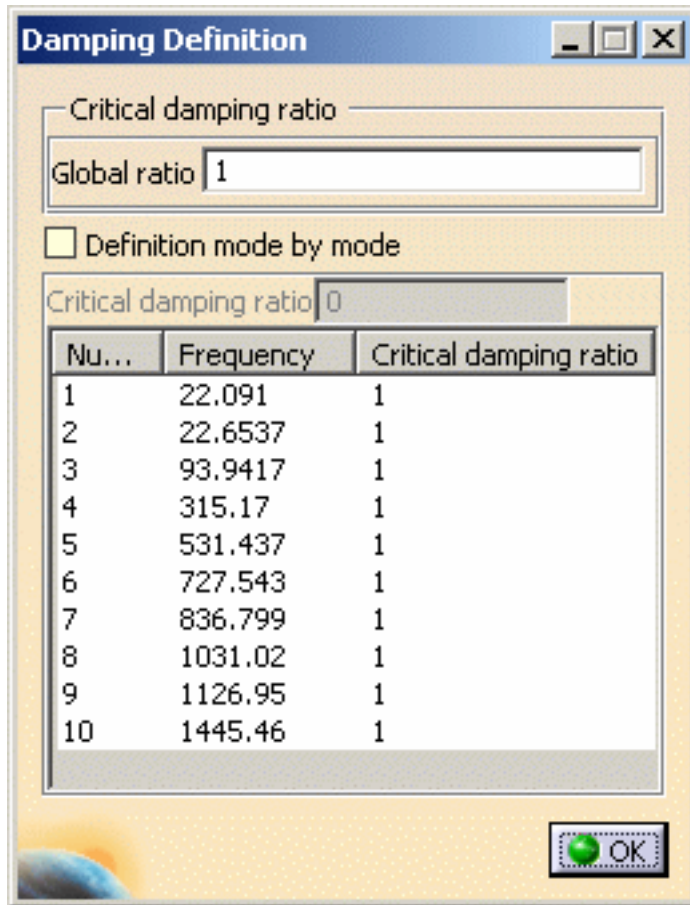 Damping Definition
Critical damping ratio
Global ratio 1
Definition mode by mode
Critical damping ratio 0
Nu... Frequency Critical damping ratio
1 22.091 1
2 22.6537 1
3 93.9417 1
4 315.17 1
5 531.437 1
6 727.543 1
7 836.799 1
8 1031.02 1
9 1126.95 1
10 1445.46 1
OK